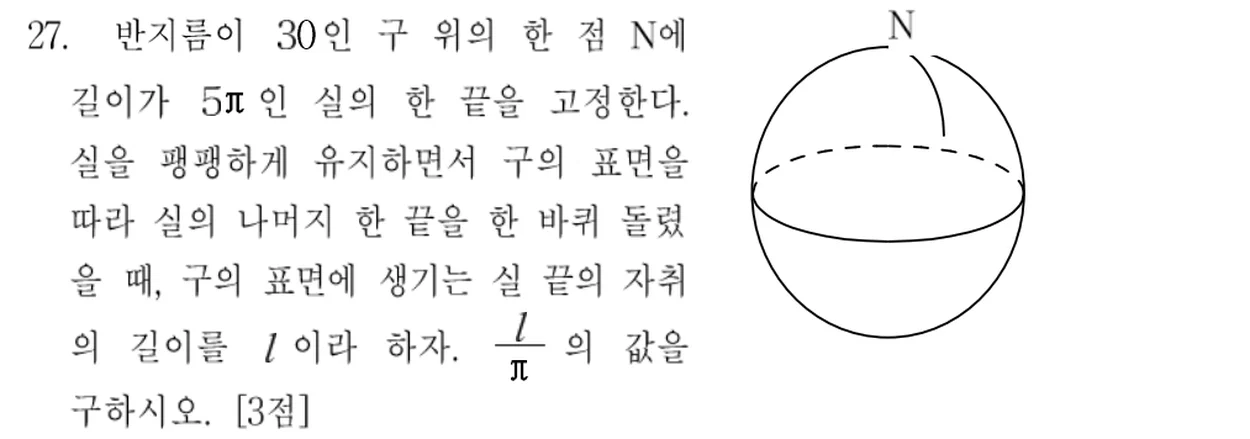 27. 반지름이 30인 구 위의 한 점 N에
길이가 5π인 실의 한 끝을 고정한다.
실을 팽팽하게 유지하면서 구의 표면을
따라 실의 나머지 한 끝을 한 바퀴 돌렸
을 때, 구의 표면에 생기는 실 끝의 자취
의 길이를 l이라 하자. l/π 의 값을
구하시오. [3점]
N